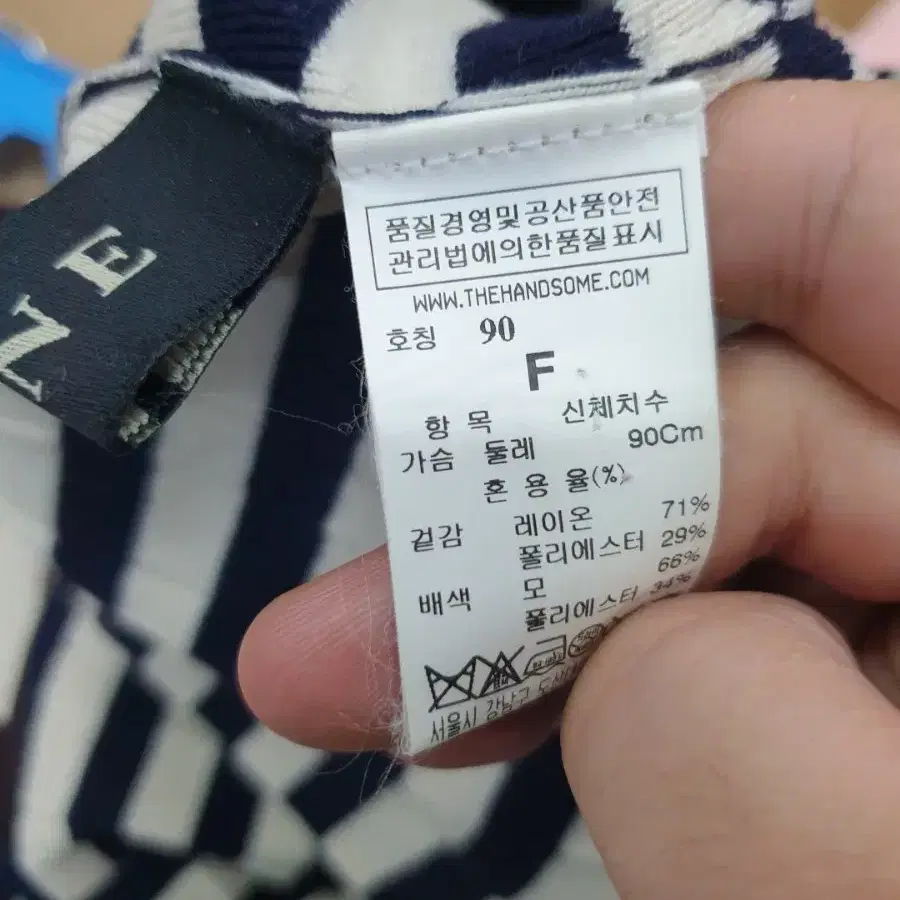 NE
품질경영및공산품안전
관리법에의한품질표시
WWW.THEHANDSOME.COM
호칭 90
F
항 목 신체치수
가슴 둘레 90Cm
혼 용 율(%)
겉감 레이온 71%
폴리에스터 29%
배색 모 66%
폴리에스터 34%
서울시 강남구